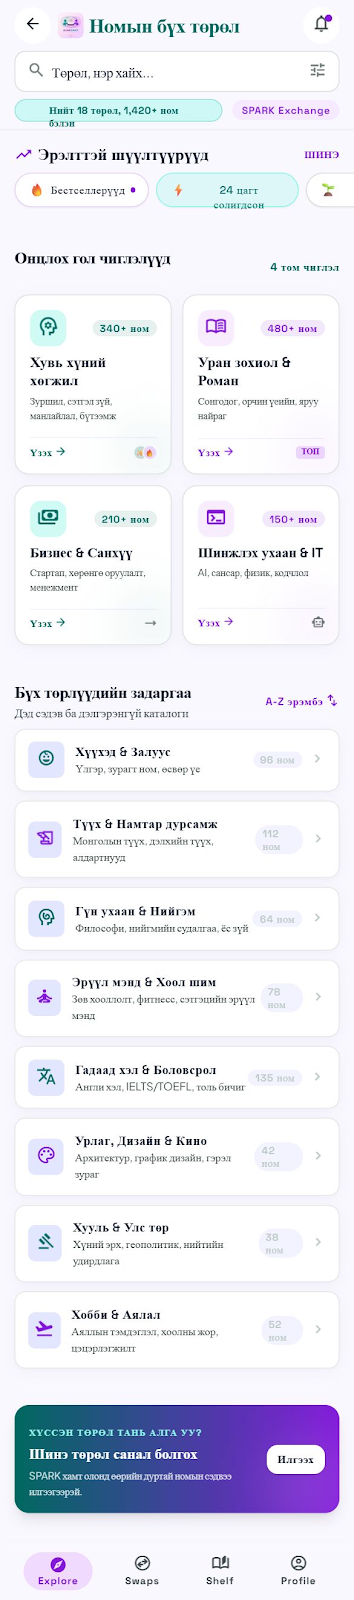 Номын бүх төрөл
Төрөл, нэр хайх...
Нийт 18 төрөл, 1,420+ ном
бэлэн
SPARK Exchange
Эрэлттэй шүүлтүүрүүд
ШИНЭ
Бестселлерүүд
24 цагт
солигдсон
Онцлох гол чиглэлүүд
4 том чиглэл
340+ ном
Хувь хүний
хөгжил
Зуршил, сэтгэл зүй,
манлайлал, бүтээмж
Үзэх
480+ ном
Уран зохиол &
Роман
Сонгодог, орчин үеийн, яруу
найраг
Үзэх
ТОП
210+ ном
Бизнес & Санхүү
Стартап, хөрөнгө оруулалт,
менежмент
Үзэх
150+ ном
Шинжлэх ухаан & IT
AI, сансар, физик, кодчлол
Үзэх
Бүх төрлүүдийн задаргаа
Дэд сэдэв ба дэлгэрэнгүй каталоги
A-Z эрэмбэ
Хүүхэд & Залуус
Үлгэр, зурагт ном, өсвөр үе
96 ном
Түүх & Намтар дурсамж
Монголын түүх, дэлхийн түүх,
алдартнууд
112
ном
Гүн ухаан & Нийгэм
Философи, нийгмийн судалгаа, ёс зүй
64 ном
Эрүүл мэнд & Хоол шим
Зөв хооллолт, фитнесс, сэтгэцийн эрүүл
мэнд
78
ном
Гадаад хэл & Боловсрол
Англи хэл, IELTS/TOEFL, толь бичиг
135 ном
Урлаг, Дизайн & Кино
Архитектур, график дизайн, гэрэл
зураг
42
ном
Хууль & Улс төр
Хүний эрх, геополитик, нийтийн
удирдлага
38
ном
Хобби & Аялал
Аяллын тэмдэглэл, хоолны жор,
цэцэрлэгжилт
52
ном
ХҮССЭН ТӨРӨЛ ТАНЬ АЛГА УУ?
Шинэ төрөл санал болгох
SPARK хамт олонд өөрийн дуртай номын сэдвээ
илгээгээрэй.
Илгээх
Explore
Swaps
Shelf
Profile